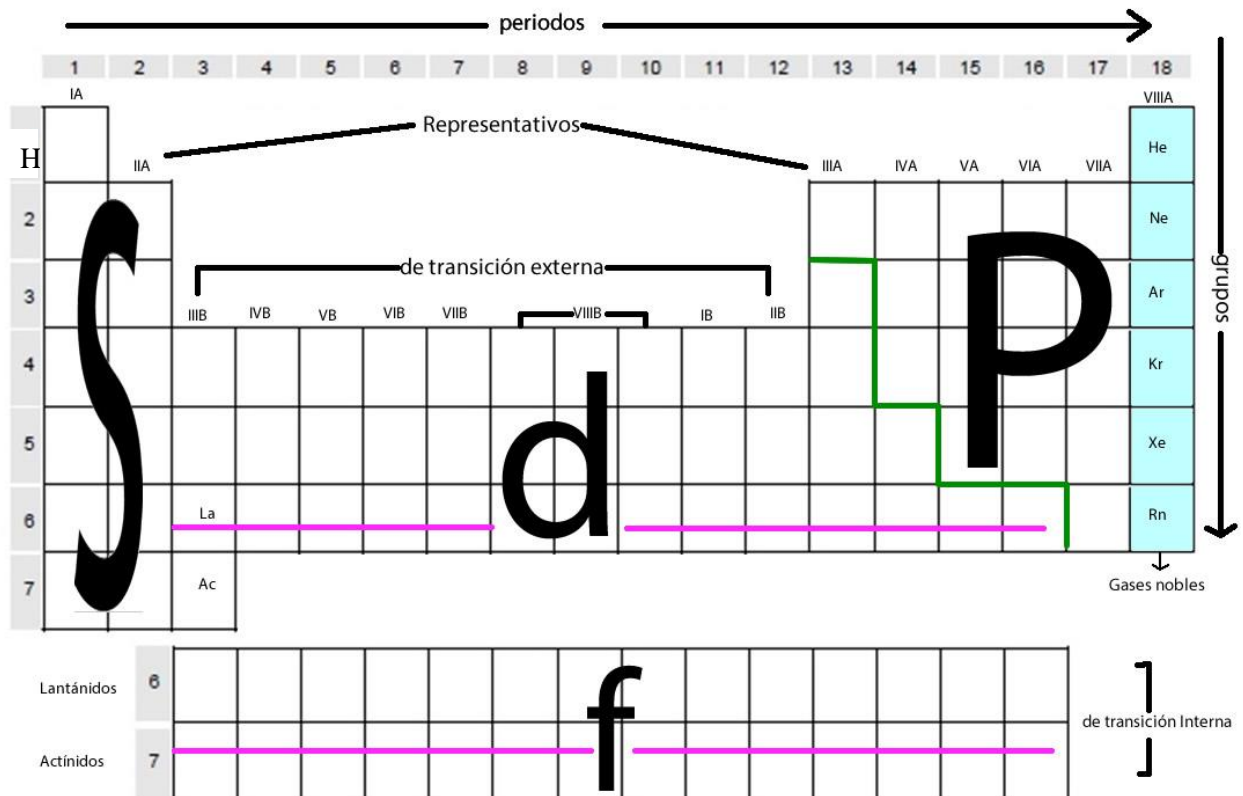 periodos
1 2 3 4 5 6 7 8 9 10 11 12 13 14 15 16 17 18
IA VIIIA
Representativos
H IIA IIIA IVA VA VIA VIIA He
2 Ne
S P
grupos
de transición externa
3 Ar
IIIB IVB VB VIB VIIB VIIIB IB IIB
4 Kr
d
5 Xe
6 La Rn
7 Ac Gases nobles
Lantánidos 6
f
de transición Interna
Actínidos 7